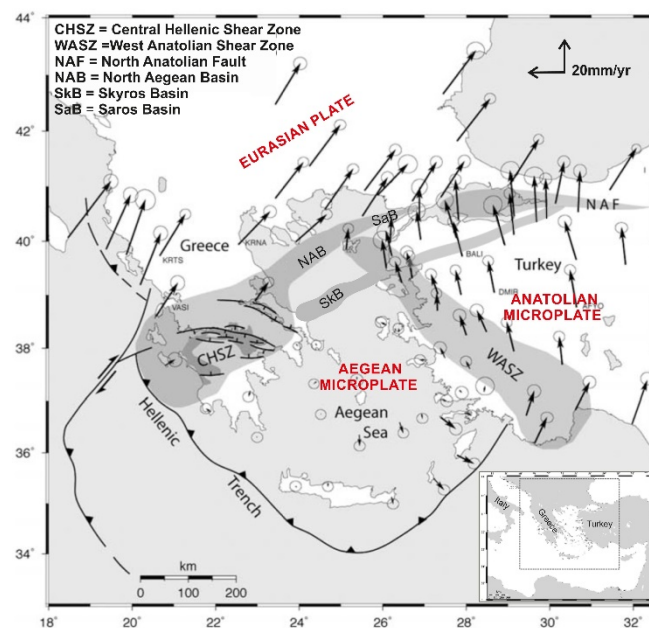 44˚
CHSZ = Central Hellenic Shear Zone
WASZ =West Anatolian Shear Zone
NAF = North Anatolian Fault
NAB = North Aegean Basin
SkB = Skyros Basin
SaB = Saros Basin
20mm/yr
42˚
EURASIAN PLATE
SaB
N A F
Greece
KRNA
40˚
KRTS
NAB
BALI
Turkey
SkB
DMIB
AFYO
VASI
ANATOLIAN
MICROPLATE
38˚
CHSZ
WASZ
AEGEAN
MICROPLATE
Hellenic
Aegean
Sea
36˚
Trench
Italy
Greece
Turkey
34˚
km
0 100 200
18˚ 20˚ 22˚ 24˚ 26˚ 28˚ 30˚ 32˚